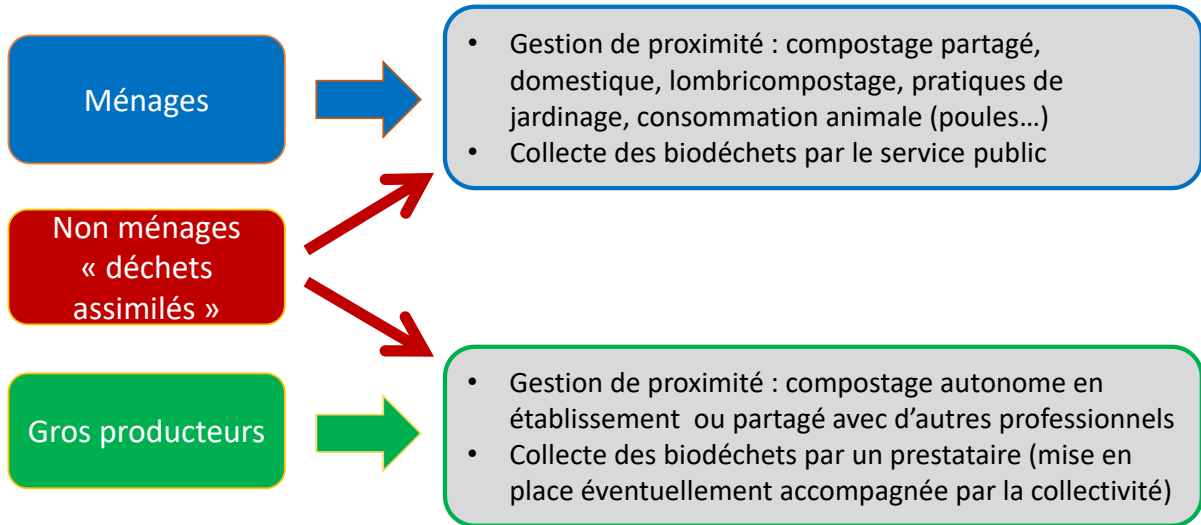 Ménages
• Gestion de proximité : compostage partagé,
domestique, lombricompostage, pratiques de
jardinage, consommation animale (poules…)
• Collecte des biodéchets par le service public
Non ménages
« déchets
assimilés »
Gros producteurs
• Gestion de proximité : compostage autonome en
établissement ou partagé avec d’autres professionnels
• Collecte des biodéchets par un prestataire (mise en
place éventuellement accompagnée par la collectivité)